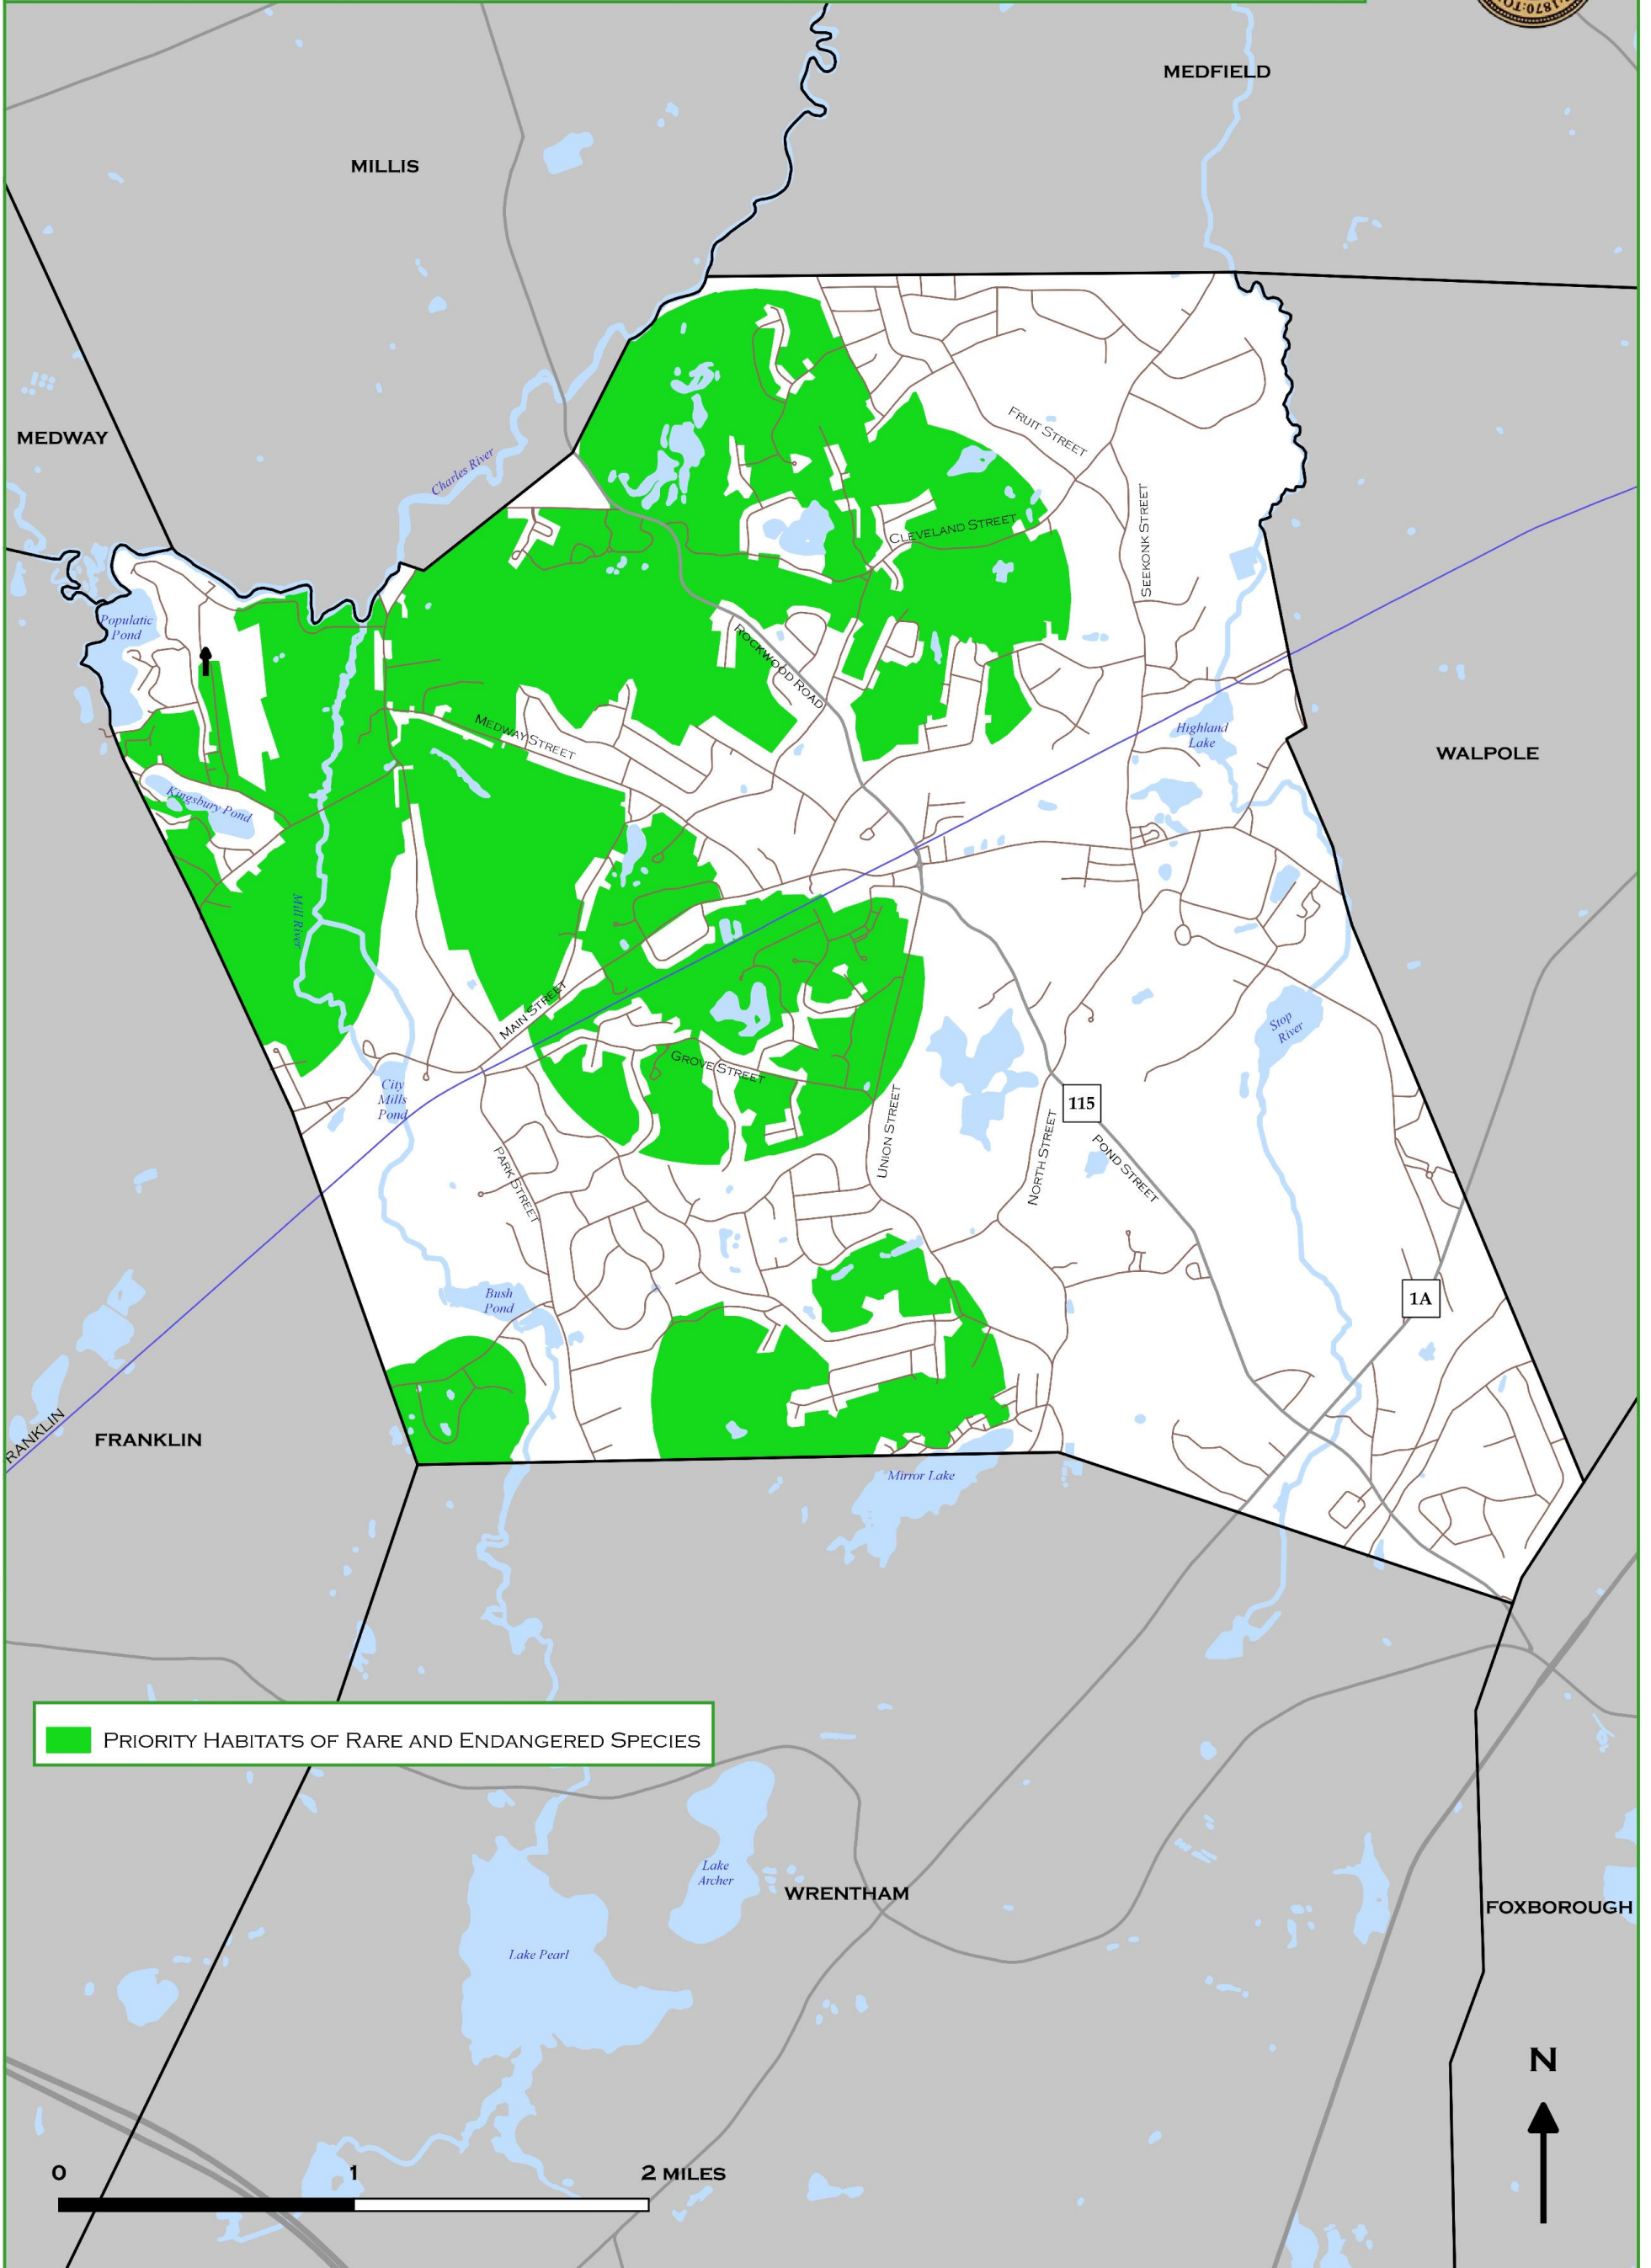 1870:TO
MEDFIELD
MILLIS
MEDWAY
Charles River
FRUIT STREET
SEEKONK STREET
CLEVELAND STREET
Populatic
Pond
ROCKWOOD ROAD
MEDWAY STREET
Highland
Lake
WALPOLE
Kingsbury Pond
Mill River
MAIN STREET
Stop
River
GROVE STREET
City
Mills
Pond
UNION STREET
115
NORTH STREET
POND STREET
PARK STREET
Bush
Pond
1A
RANKLIN
FRANKLIN
Mirror Lake
PRIORITY HABITATS OF RARE AND ENDANGERED SPECIES
Lake
Archer
WRENTHAM
FOXBOROUGH
Lake Pearl
N
0 1 2 MILES